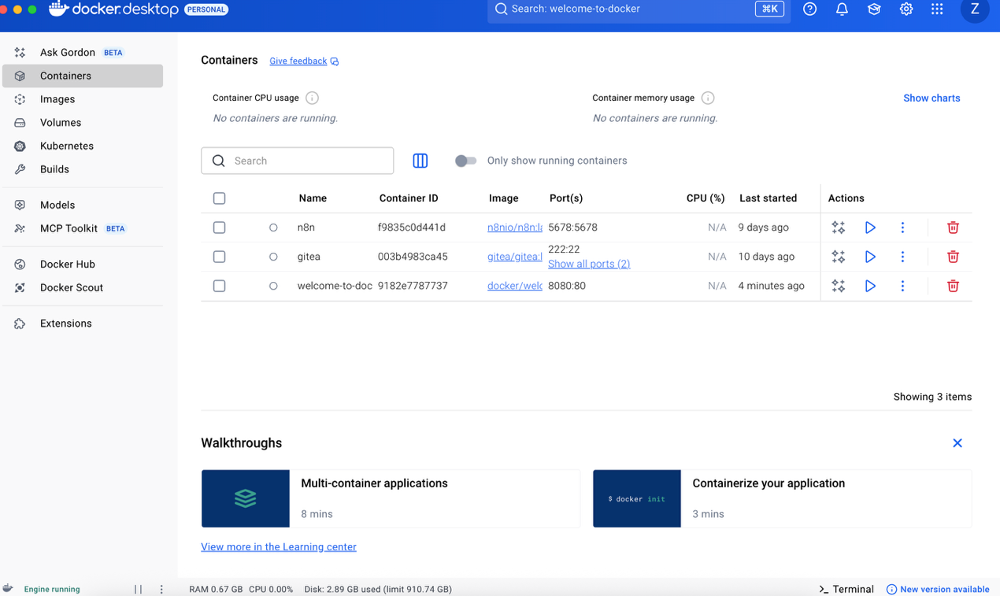 docker.desktop PERSONAL Search: welcome-to-docker ⌘K Z
Ask Gordon BETA
Containers
Images
Volumes
Kubernetes
Builds
Models
MCP Toolkit BETA
Docker Hub
Docker Scout
Extensions
Containers Give feedback
Container CPU usage Container memory usage Show charts
No containers are running. No containers are running.
Search Only show running containers
Name Container ID Image Port(s) CPU (%) Last started Actions
n8n f9835c0d441d n8nio/n8n:la 5678:5678 N/A 9 days ago
gitea 003b4983ca45 gitea/gitea:l 222:22 N/A 10 days ago
Show all ports (2)
welcome-to-doc 9182e7787737 docker/welc 8080:80 N/A 4 minutes ago
Showing 3 items
Walkthroughs
Multi-container applications
8 mins
$ docker init
Containerize your application
3 mins
View more in the Learning center
Engine running RAM 0.67 GB CPU 0.00% Disk: 2.89 GB used (limit 910.74 GB) >_ Terminal New version available